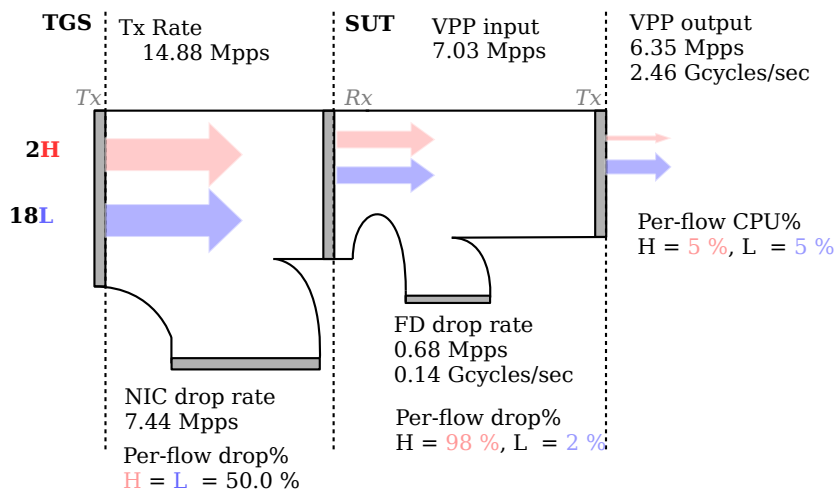 TGS
Tx Rate
14.88 Mpps
SUT
VPP input
7.03 Mpps
VPP output
6.35 Mpps
2.46 Gcycles/sec
Tx
Rx
Tx
2H
18L
Per-flow CPU%
H = 5 %, L = 5 %
FD drop rate
0.68 Mpps
0.14 Gcycles/sec
NIC drop rate
7.44 Mpps
Per-flow drop%
H = 98 %, L = 2 %
Per-flow drop%
H = L = 50.0 %